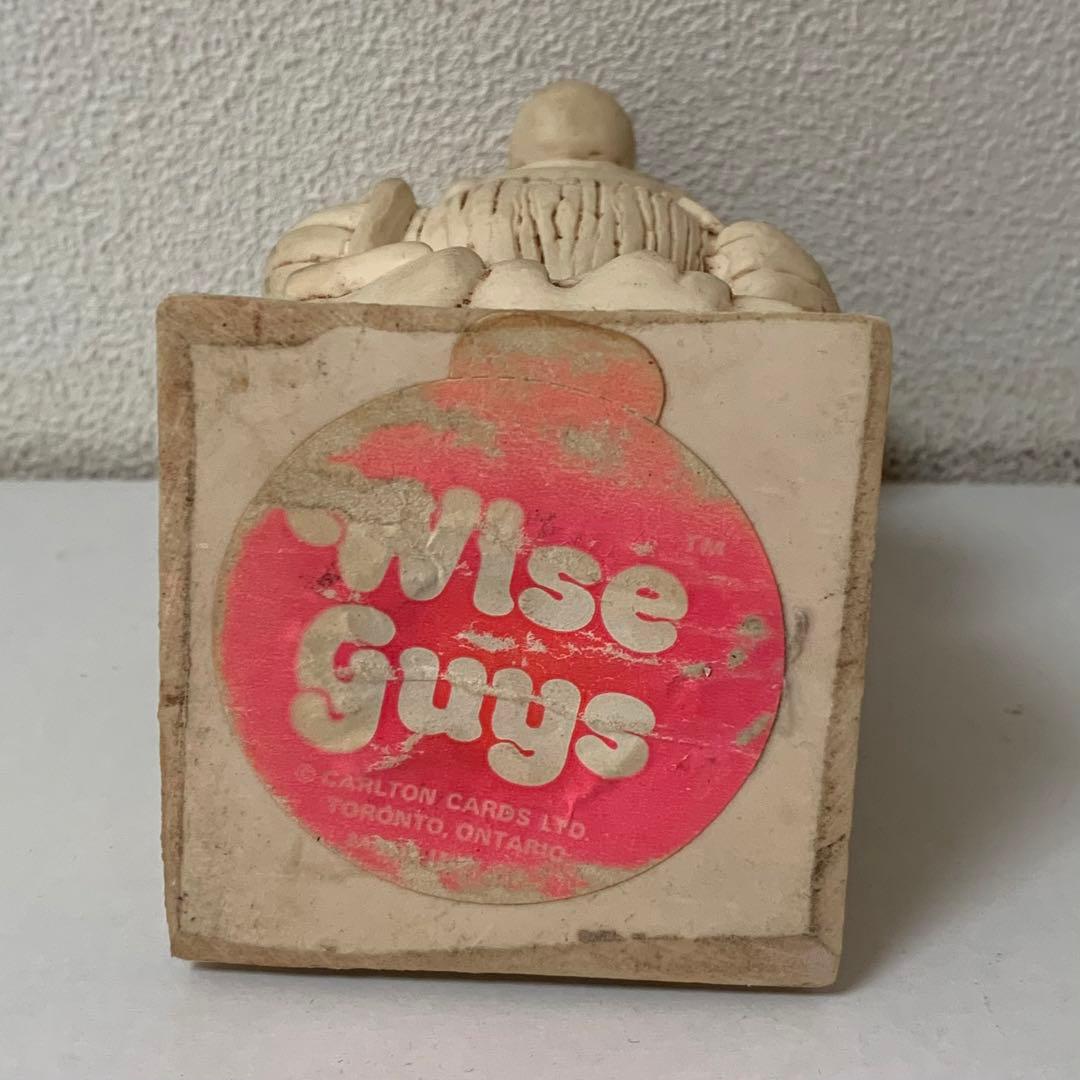 Wise ™
Guys
© CARLTON CARDS LTD.
TORONTO, ONTARIO